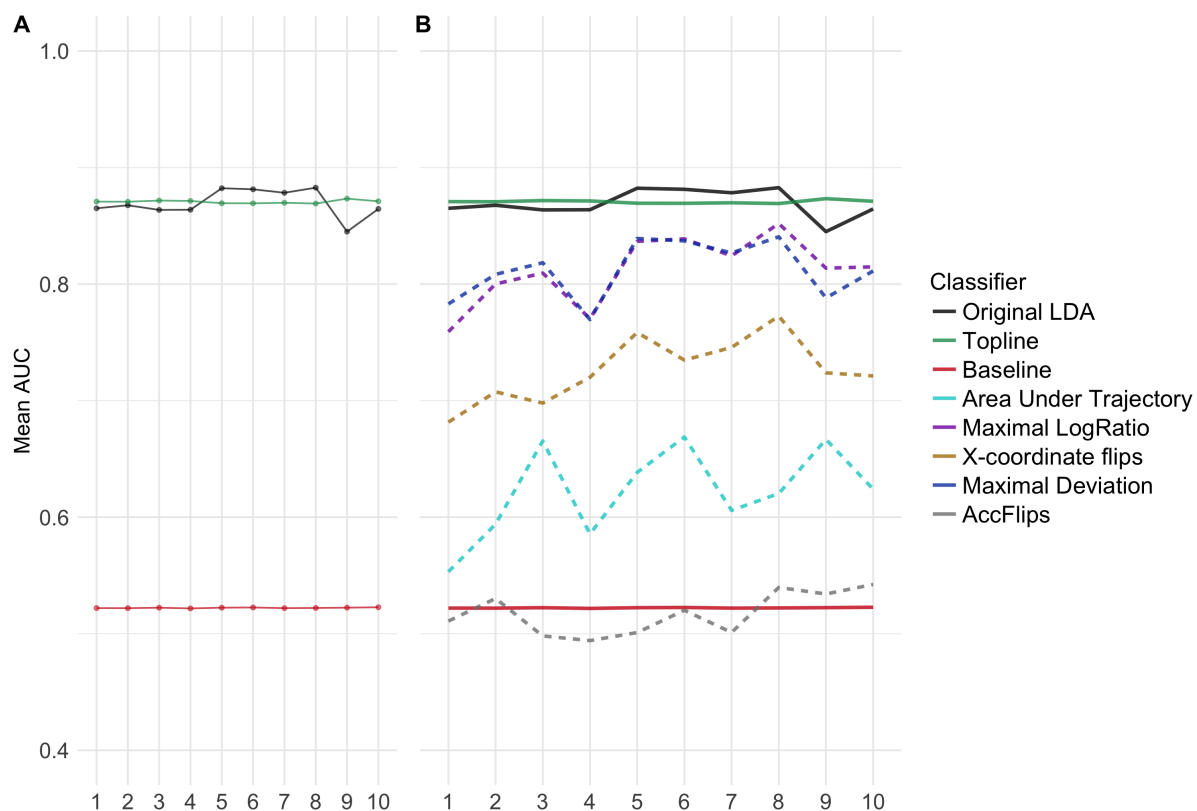 A
B
1.0
0.8
0.6
0.4
Mean AUC
1 2 3 4 5 6 7 8 9 10
1 2 3 4 5 6 7 8 9 10
Classifier
Original LDA
Topline
Baseline
Area Under Trajectory
Maximal LogRatio
X-coordinate flips
Maximal Deviation
AccFlips